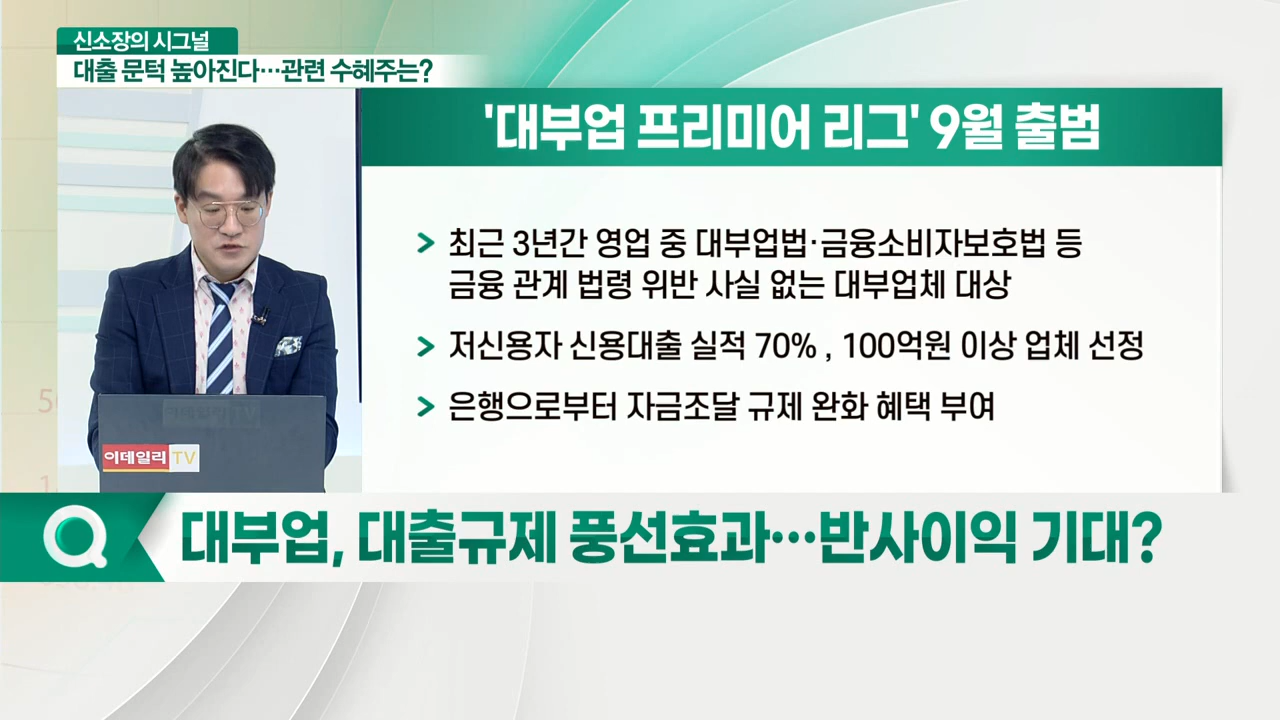 신소장의 시그널
대출 문턱 높아진다…관련 수혜주는?
'대부업 프리미어 리그' 9월 출범
> 최근 3년간 영업 중 대부업법·금융소비자보호법 등
금융 관계 법령 위반 사실 없는 대부업체 대상
> 저신용자 신용대출 실적 70% , 100억원 이상 업체 선정
> 은행으로부터 자금조달 규제 완화 혜택 부여
이데일리 TV
이데일리 TV
대부업, 대출규제 풍선효과…반사이익 기대?